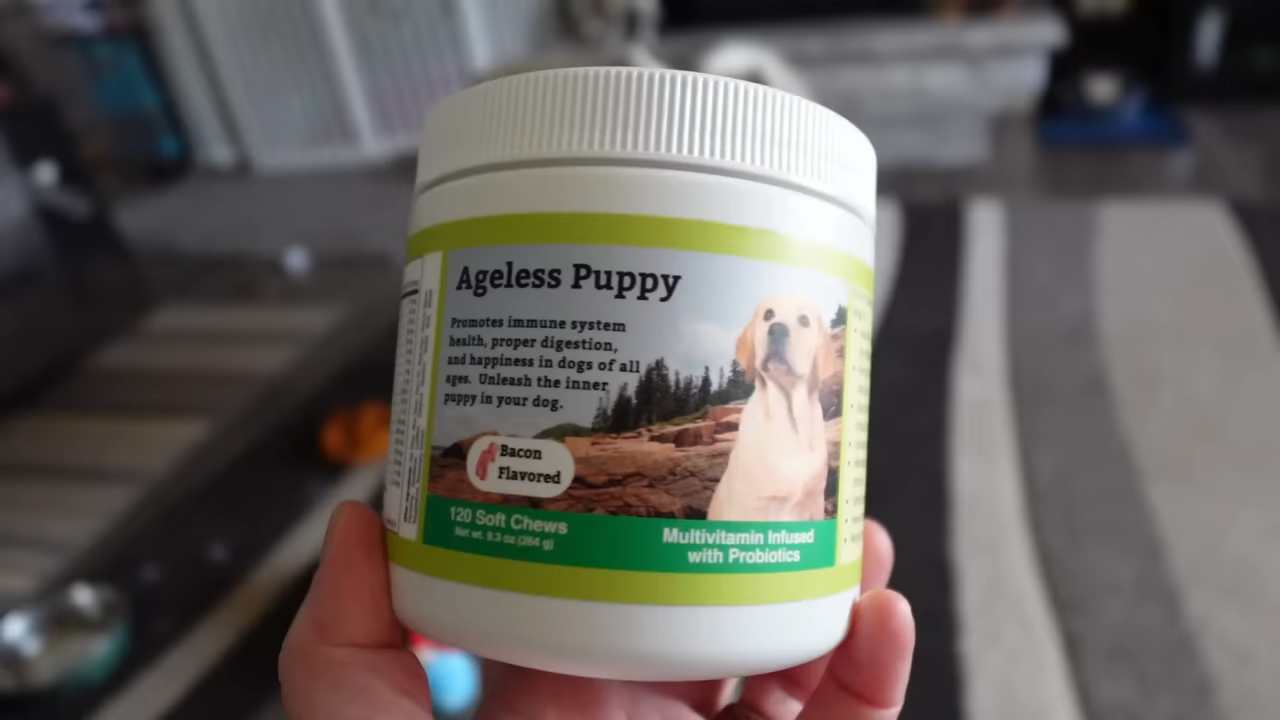 Ageless Puppy
Promotes immune system
health, proper digestion,
and happiness in dogs of all
ages. Unleash the inner
puppy in your dog.
Bacon
Flavored
120 Soft Chews
Net wt. 9.3 oz (264 g)
Multivitamin Infused
with Probiotics